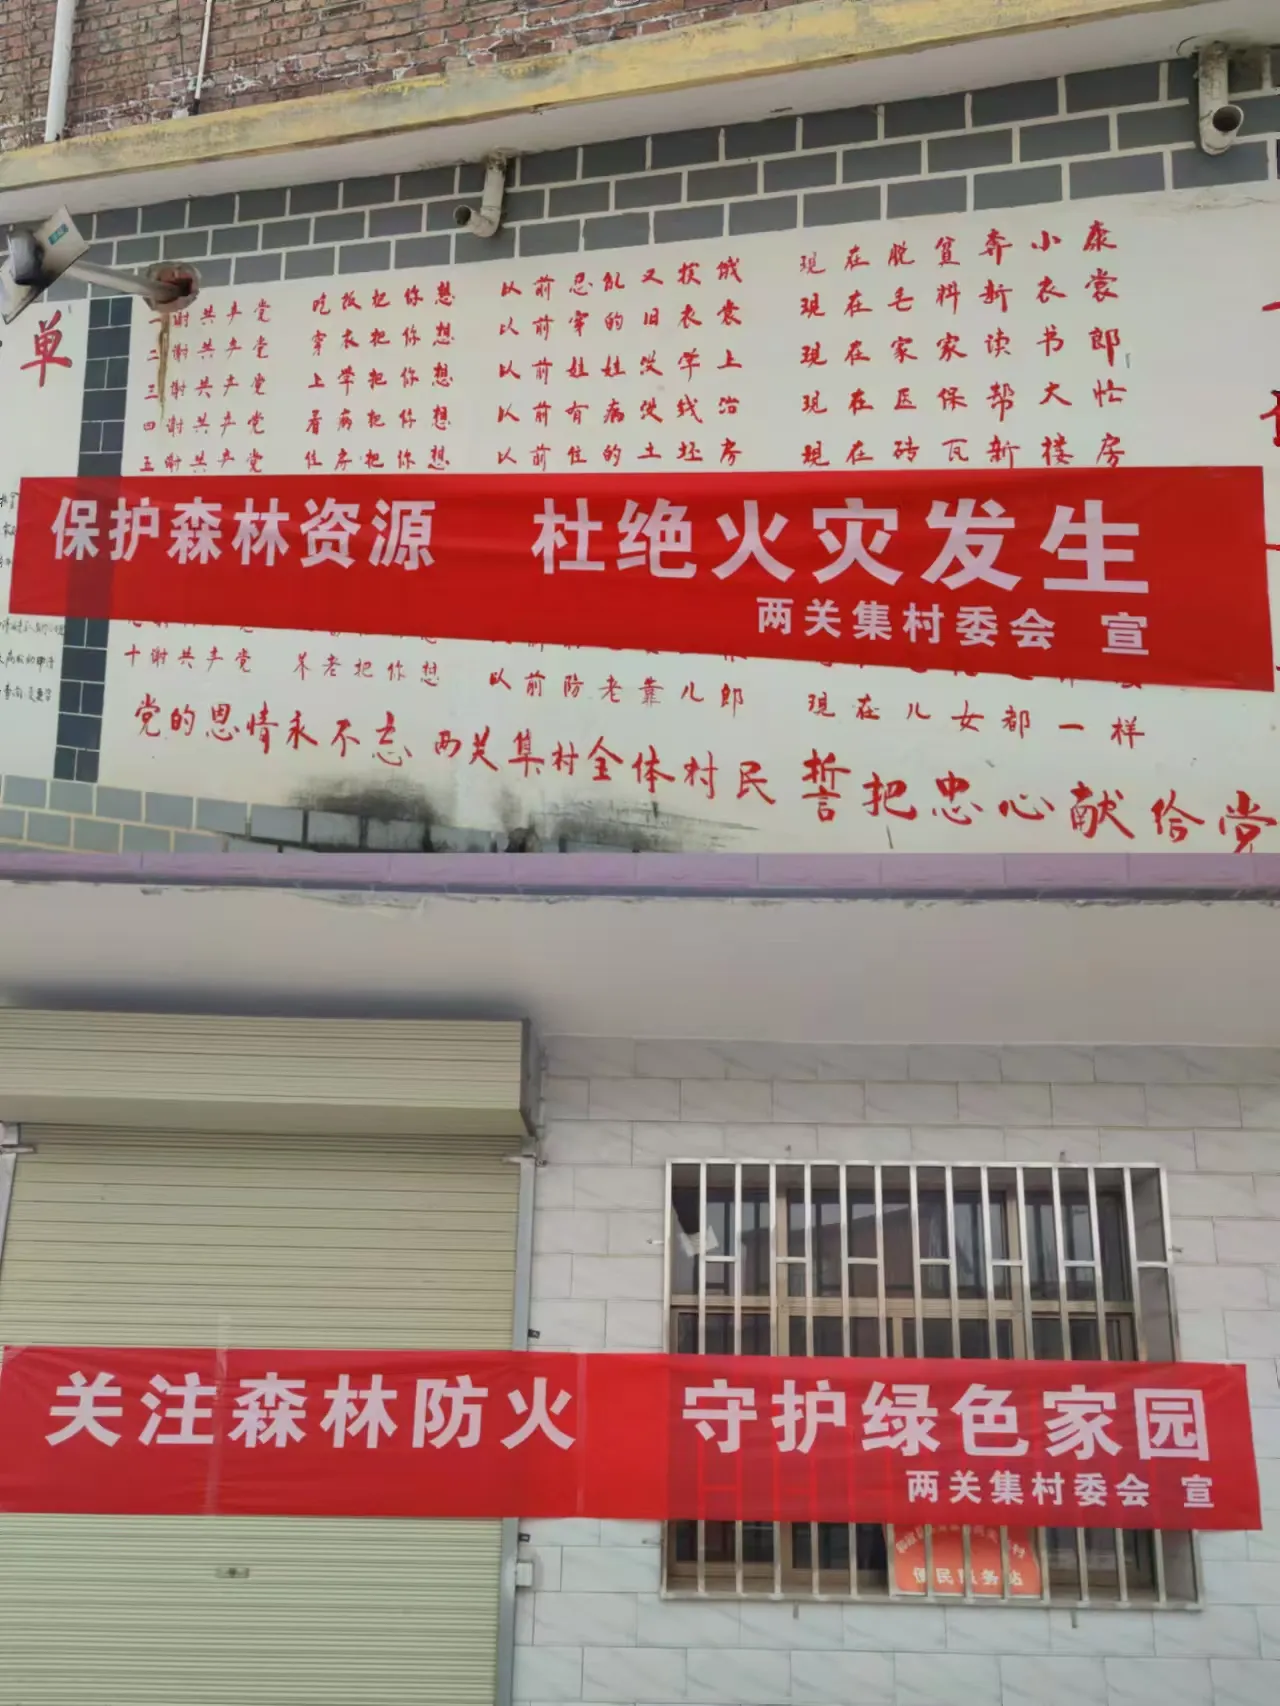 单
一谢共产党 吃饭把你想 以前忍饥又挨饿 现在脱贫奔小康
二谢共产党 穿衣把你想 以前穿的旧衣裳 现在毛料新衣裳
三谢共产党 上学把你想 以前娃娃没学上 现在家家读书郎
四谢共产党 看病把你想 以前有病没钱治 现在医保帮大忙
五谢共产党 住房把你想 以前住的土坯房 现在砖瓦新楼房
保护森林资源 杜绝火灾发生
两关集村委会 宣
十谢共产党 养老把你想 以前防老靠儿郎 现在儿女都一样
党的恩情永不忘 两关集村全体村民 誓把忠心献给党
关注森林防火 守护绿色家园
两关集村委会 宣
便民服务站